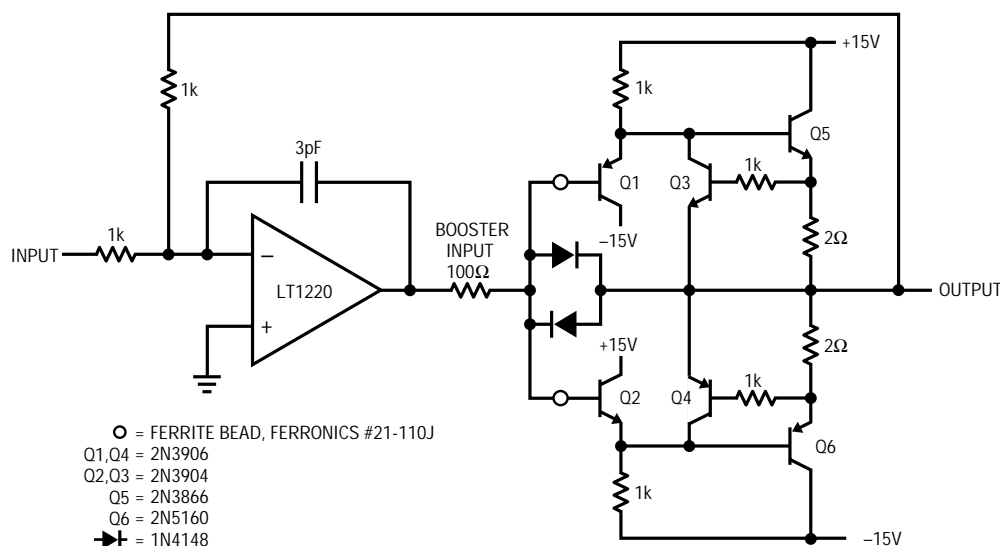 +15V
1k
1k
Q5
3pF
Q1
Q3
1k
BOOSTER
INPUT
100Ω
–15V
2Ω
INPUT
1k
–
LT1220
+
OUTPUT
+15V
2Ω
1k
Q2
Q4
Q6
= FERRITE BEAD, FERRONICS #21-110J
Q1,Q4 = 2N3906
Q2,Q3 = 2N3904
Q5 = 2N3866
Q6 = 2N5160
= 1N4148
1k
–15V